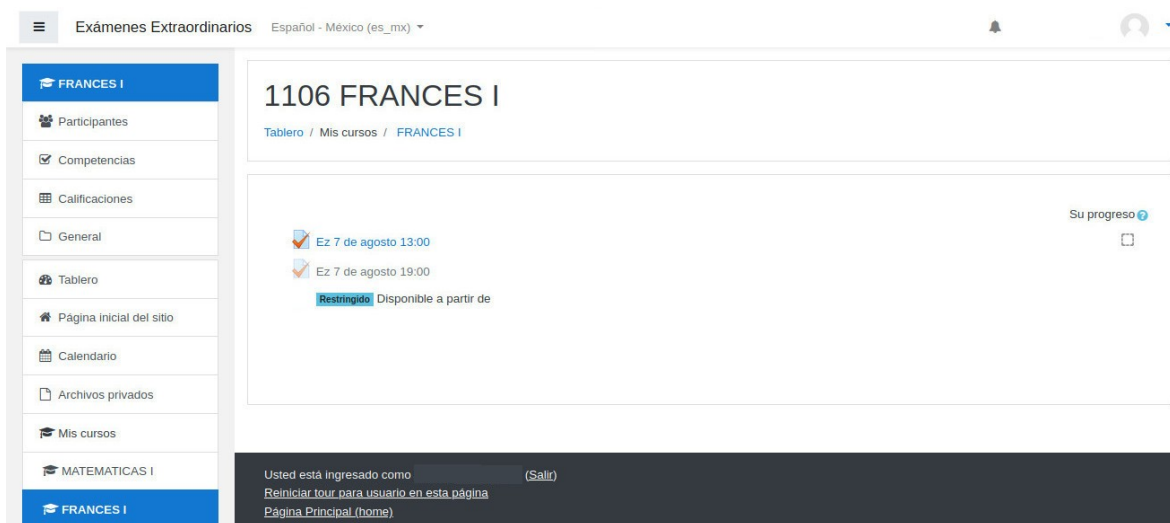 Exámenes Extraordinarios Español - México (es_mx)
FRANCES I
Participantes
Competencias
Calificaciones
General
Tablero
Página inicial del sitio
Calendario
Archivos privados
Mis cursos
MATEMATICAS I
FRANCES I
1106 FRANCES I
Tablero / Mis cursos / FRANCES I
Su progreso
Ez 7 de agosto 13:00
Ez 7 de agosto 19:00
Restringido Disponible a partir de
Usted está ingresado como (Salir)
Reiniciar tour para usuario en esta página
Página Principal (home)